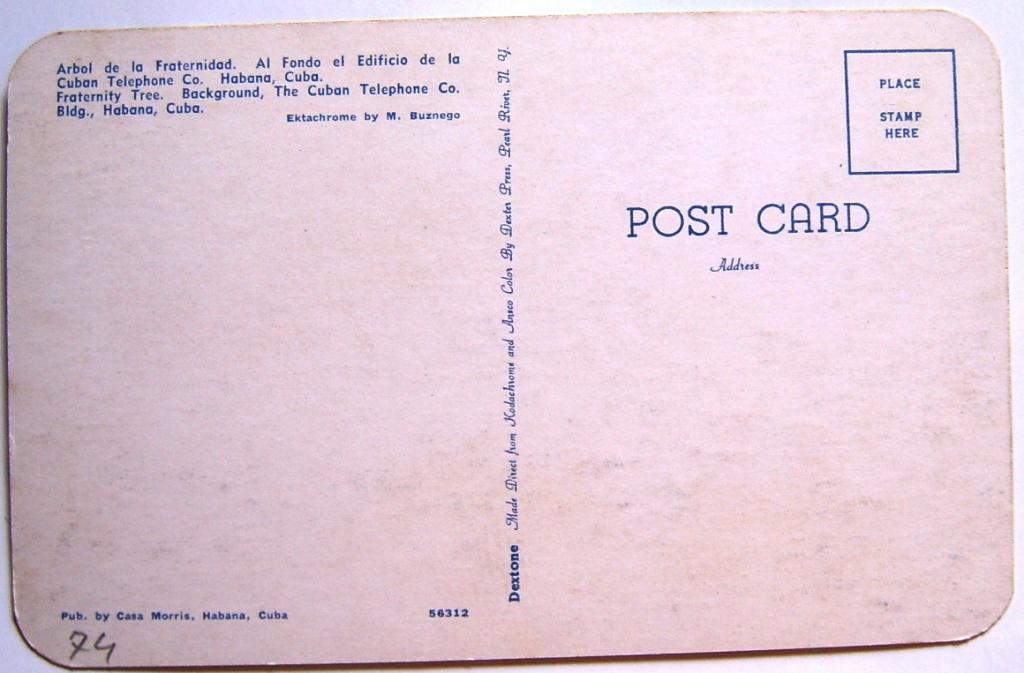 Arbol de la Fraternidad. Al Fondo el Edificio de la
Cuban Telephone Co. Habana, Cuba.
Fraternity Tree. Background, The Cuban Telephone Co.
Bldg., Habana, Cuba.
Ektachrome by M. Buznego
Pub. by Casa Morris, Habana, Cuba
56312
74
Dextone Made Direct from Kodachrome and Ansco Color By Dexter Press, Pearl River, N. Y.
PLACE
STAMP
HERE
POST CARD
Address